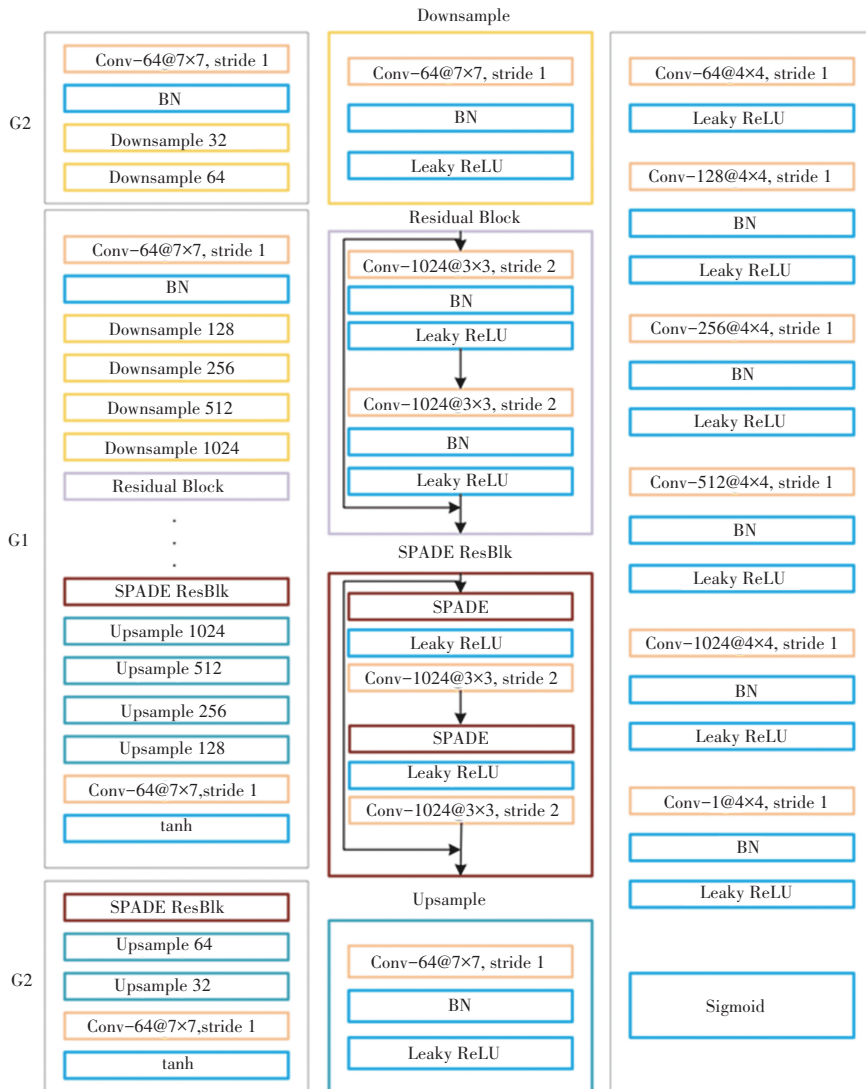 G2
Conv-64@7×7, stride 1
BN
Downsample 32
Downsample 64
G1
Conv-64@7×7, stride 1
BN
Downsample 128
Downsample 256
Downsample 512
Downsample 1024
Residual Block
.
.
.
SPADE ResBlk
Upsample 1024
Upsample 512
Upsample 256
Upsample 128
Conv-64@7×7,stride 1
tanh
G2
SPADE ResBlk
Upsample 64
Upsample 32
Conv-64@7×7,stride 1
tanh
Downsample
Conv-64@7×7, stride 1
BN
Leaky ReLU
Residual Block
Conv-1024@3×3, stride 2
BN
Leaky ReLU
Conv-1024@3×3, stride 2
BN
Leaky ReLU
SPADE ResBlk
SPADE
Leaky ReLU
Conv-1024@3×3, stride 2
SPADE
Leaky ReLU
Conv-1024@3×3, stride 2
Upsample
Conv-64@7×7, stride 1
BN
Leaky ReLU
Conv-64@4×4, stride 1
Leaky ReLU
Conv-128@4×4, stride 1
BN
Leaky ReLU
Conv-256@4×4, stride 1
BN
Leaky ReLU
Conv-512@4×4, stride 1
BN
Leaky ReLU
Conv-1024@4×4, stride 1
BN
Leaky ReLU
Conv-1@4×4, stride 1
BN
Leaky ReLU
Sigmoid